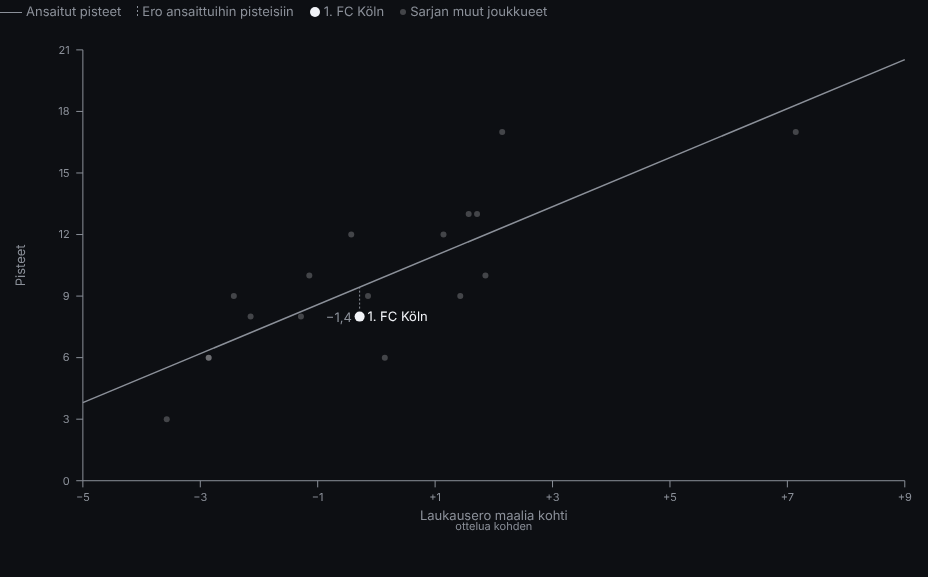 Ansaitut pisteet Ero ansaittuihin pisteisiin 1. FC Köln Sarjan muut joukkueet
21
18
15
12
9
6
3
0
Pisteet
−1,4 1. FC Köln
−5 −3 −1 +1 +3 +5 +7 +9
Laukausero maalia kohti
ottelua kohden